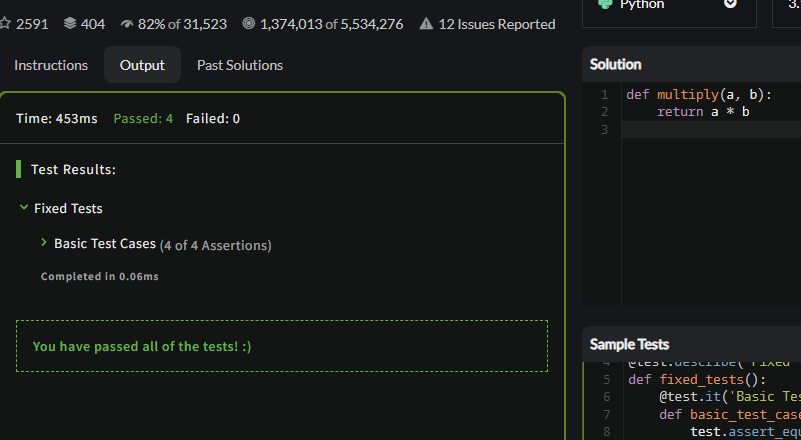 2591 404 82% of 31,523 1,374,013 of 5,534,276 12 Issues Reported
Python
3.
Instructions Output Past Solutions
Time: 453ms Passed: 4 Failed: 0
Test Results:
Fixed Tests
Basic Test Cases (4 of 4 Assertions)
Completed in 0.06ms
You have passed all of the tests! :)
Solution
1 def multiply(a, b):
2 return a * b
3
Sample Tests
4 @test.describe('Fixed
5 def fixed_tests():
6 @test.it('Basic Tes
7 def basic_test_case
8 test.assert_equ